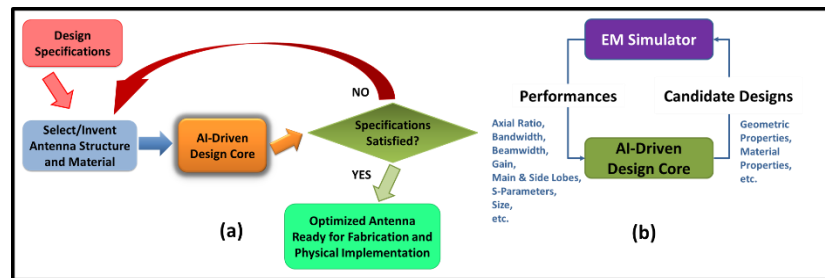 Design
Specifications
Select/Invent
Antenna Structure
and Material
AI-Driven
Design Core
NO
Specifications
Satisfied?
YES
Optimized Antenna
Ready for Fabrication and
Physical Implementation
(a)
EM Simulator
Performances
Candidate Designs
Axial Ratio,
Bandwidth,
Beamwidth,
Gain,
Main & Side Lobes,
S-Parameters,
Size,
etc.
AI-Driven
Design Core
Geometric
Properties,
Material
Properties,
etc.
(b)